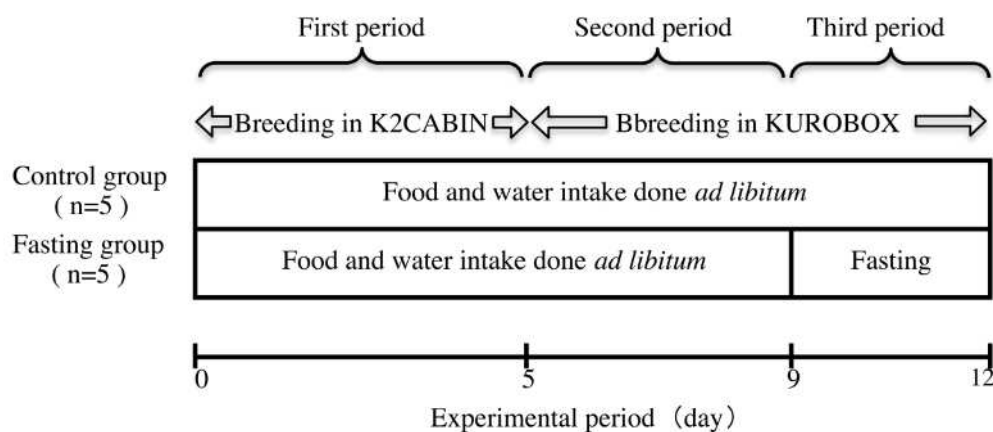 First period Second period Third period
Breeding in K2CABIN Bbreeding in KUROBOX
Control group
( n=5 )
Food and water intake done ad libitum
Fasting group
( n=5 )
Food and water intake done ad libitum Fasting
0 5 9 12
Experimental period （day）